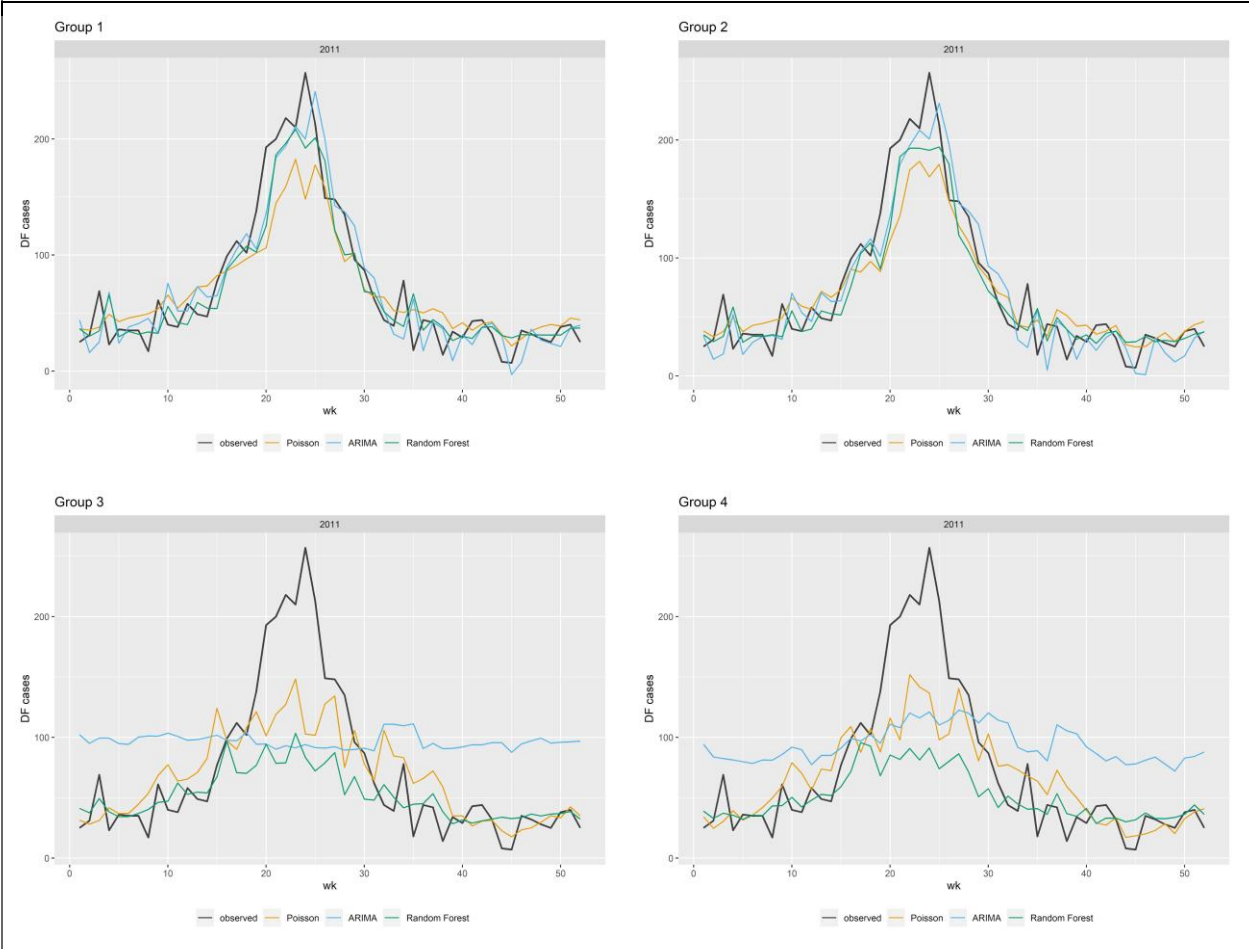 Group 1
2011
200
100
0
DF cases
0 10 20 30 40 50
wk
observed Poisson ARIMA Random Forest
Group 2
2011
200
100
0
DF cases
0 10 20 30 40 50
wk
observed Poisson ARIMA Random Forest
Group 3
2011
200
100
0
DF cases
0 10 20 30 40 50
wk
observed Poisson ARIMA Random Forest
Group 4
2011
200
100
0
DF cases
0 10 20 30 40 50
wk
observed Poisson ARIMA Random Forest